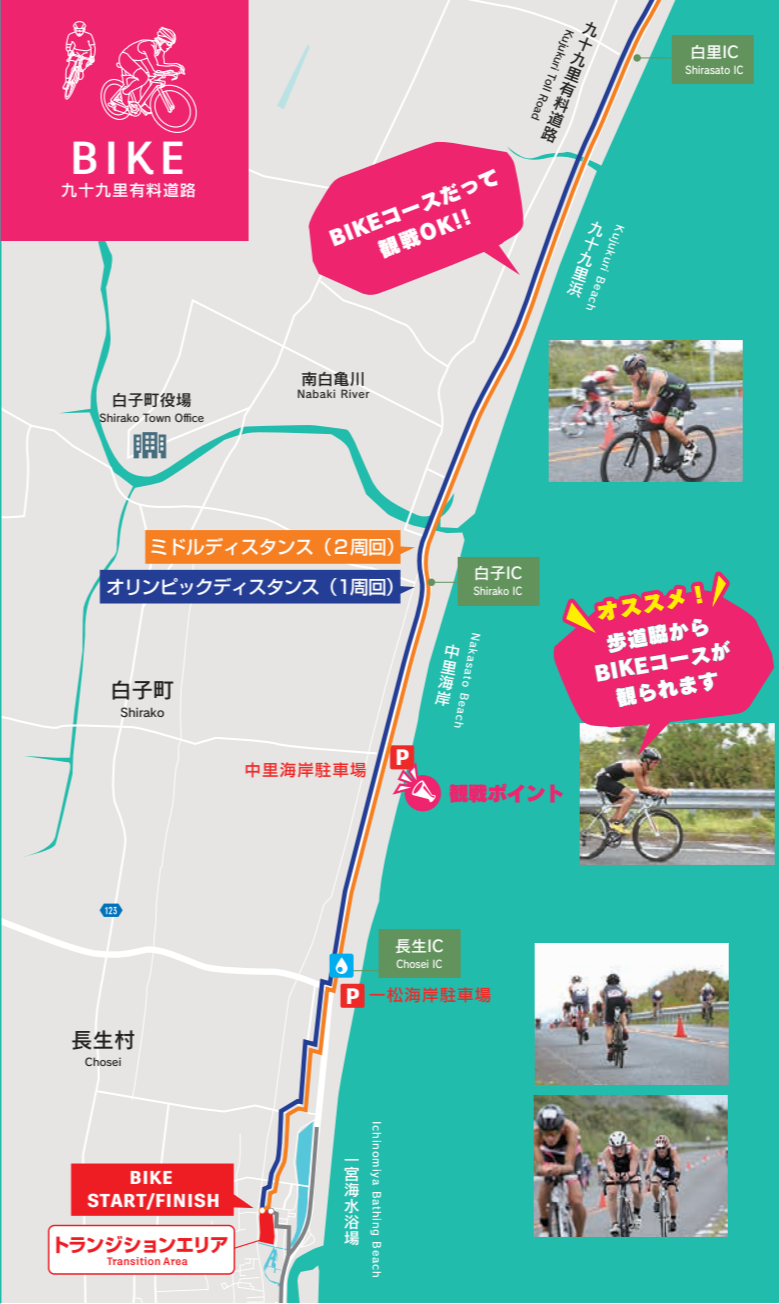 BIKE
九十九里有料道路
九十九里有料道路
Kujukuri Toll Road
白里IC
Shirasato IC
BIKEコースだって
観戦OK!!
Kujukuri Beach
九十九里浜
白子町役場
Shirako Town Office
南白亀川
Nabaki River
ミドルディスタンス（2周回）
オリンピックディスタンス（1周回）
白子IC
Shirako IC
オススメ！
歩道脇から
BIKEコースが
観られます
Nakasato Beach
中里海岸
白子町
Shirako
P
中里海岸駐車場
観戦ポイント
123
長生IC
Chosei IC
P
一松海岸駐車場
長生村
Chosei
Ichinomiya Bathing Beach
一宮海水浴場
BIKE
START/FINISH
トランジションエリア
Transition Area